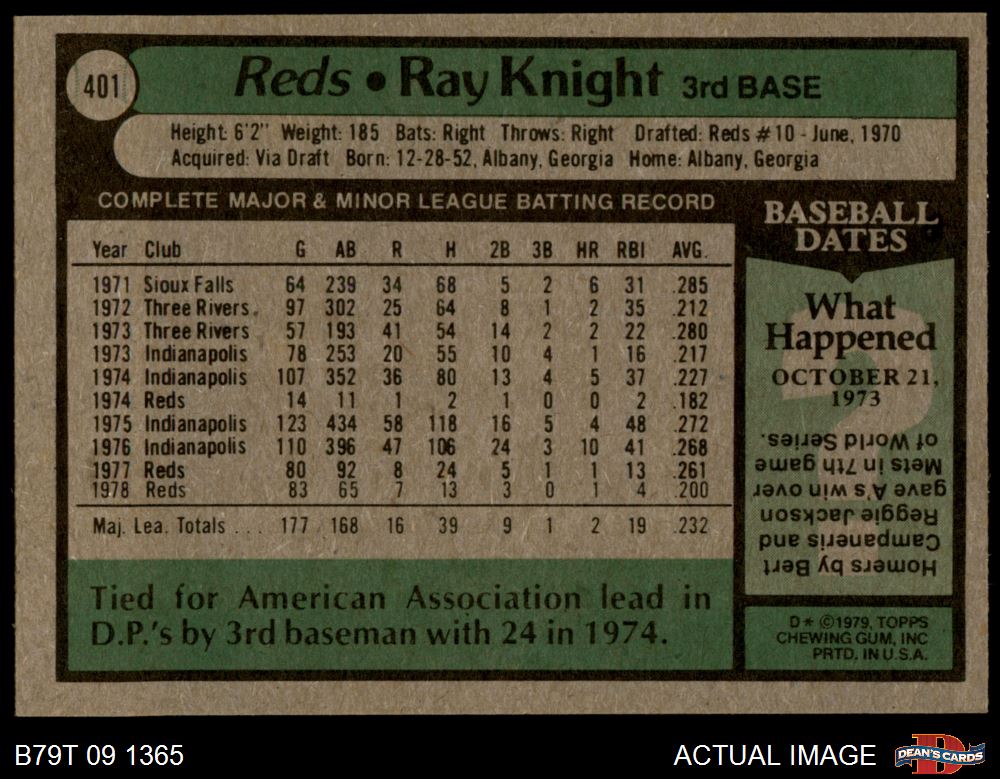 401 Reds • Ray Knight 3rd BASE
Height: 6'2" Weight: 185 Bats: Right Throws: Right Drafted: Reds #10 - June, 1970
Acquired: Via Draft Born: 12-28-52, Albany, Georgia Home: Albany, Georgia
COMPLETE MAJOR & MINOR LEAGUE BATTING RECORD
Year Club G AB R H 2B 3B HR RBI AVG.
1971 Sioux Falls 64 239 34 68 5 2 6 31 .285
1972 Three Rivers. 97 302 25 64 8 1 2 35 .212
1973 Three Rivers 57 193 41 54 14 2 2 22 .280
1973 Indianapolis 78 253 20 55 10 4 1 16 .217
1974 Indianapolis 107 352 36 80 13 4 5 37 .227
1974 Reds 14 11 1 2 1 0 0 2 .182
1975 Indianapolis 123 434 58 118 16 5 4 48 .272
1976 Indianapolis 110 396 47 106 24 3 10 41 .268
1977 Reds 80 92 8 24 5 1 1 13 .261
1978 Reds 83 65 7 13 3 0 1 4 .200
Maj. Lea. Totals . . . 177 168 16 39 9 1 2 19 .232
Tied for American Association lead in
D.P.'s by 3rd baseman with 24 in 1974.
BASEBALL
DATES
What
Happened
OCTOBER 21,
1973
?
Homers by Bert
Campaneris and
Reggie Jackson
gave A's win over
Mets in 7th game
of World Series.
D* ©1979, TOPPS
CHEWING GUM, INC
PRTD. IN U.S.A.
B79T 09 1365
ACTUAL IMAGE
D
DEAN'S CARDS